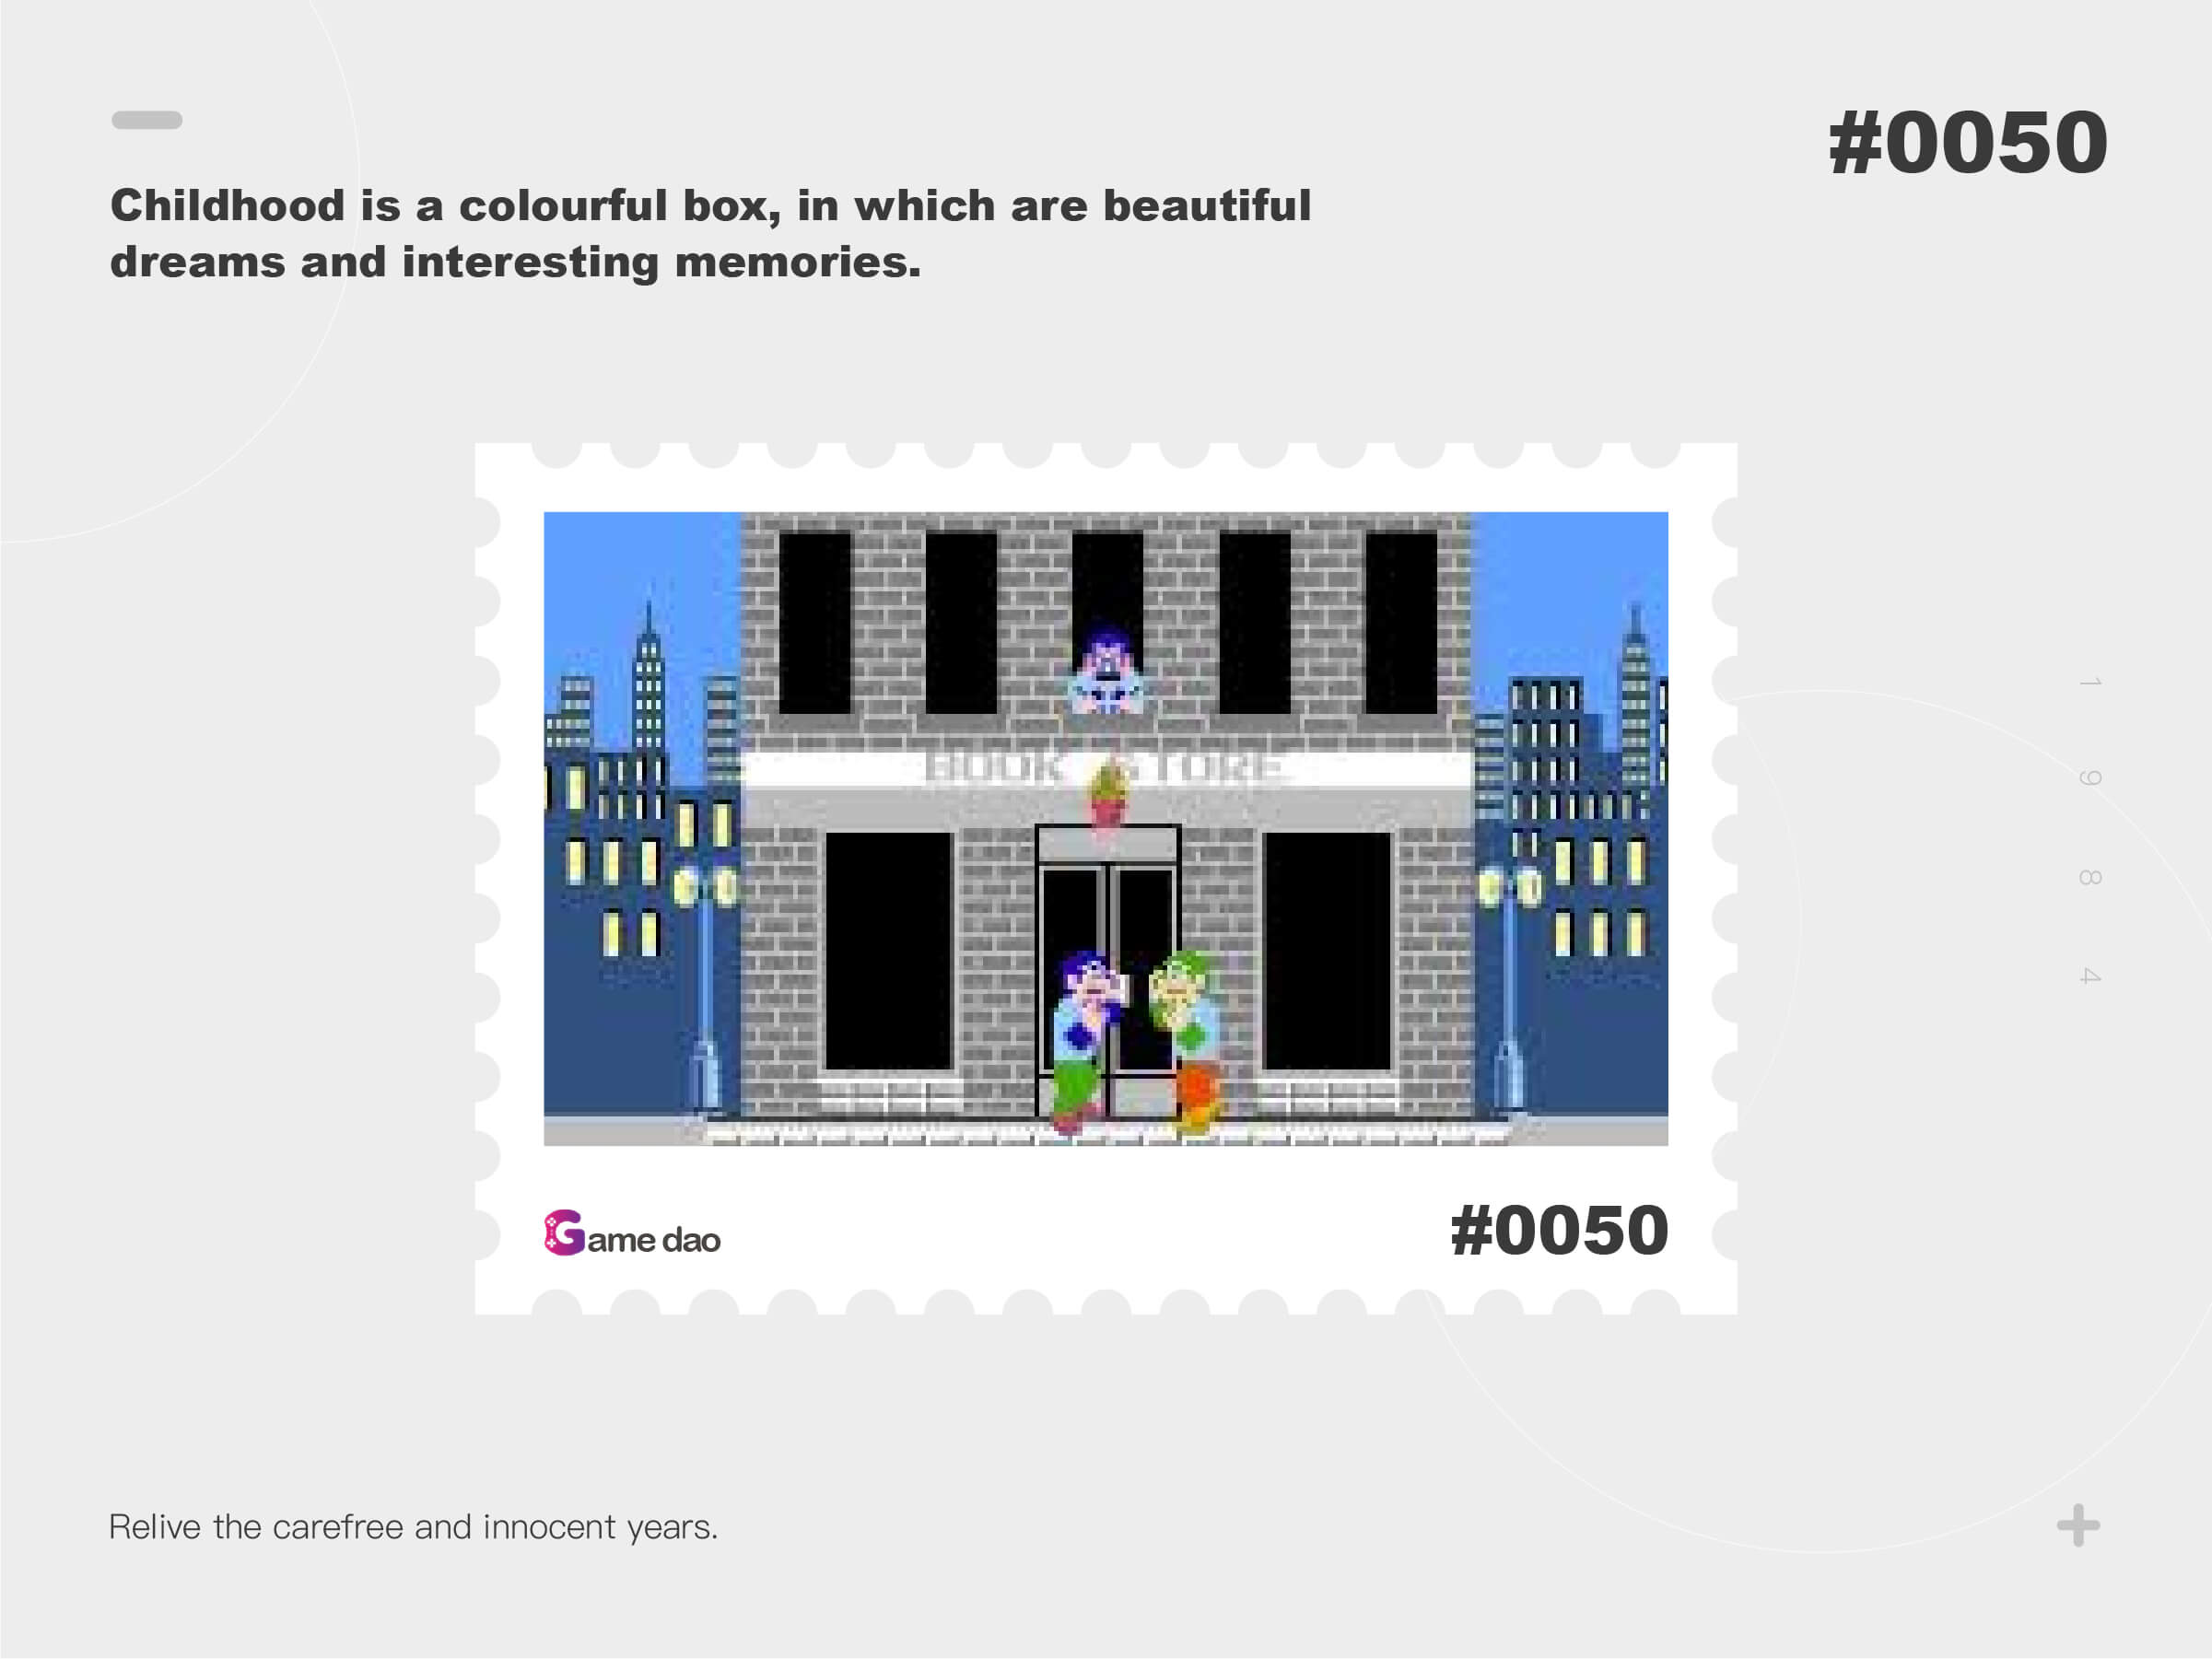 #0050
Childhood is a colourful box, in which are beautiful
dreams and interesting memories.
BOOK STORE
1 9 8 4
Game dao
#0050
Relive the carefree and innocent years.